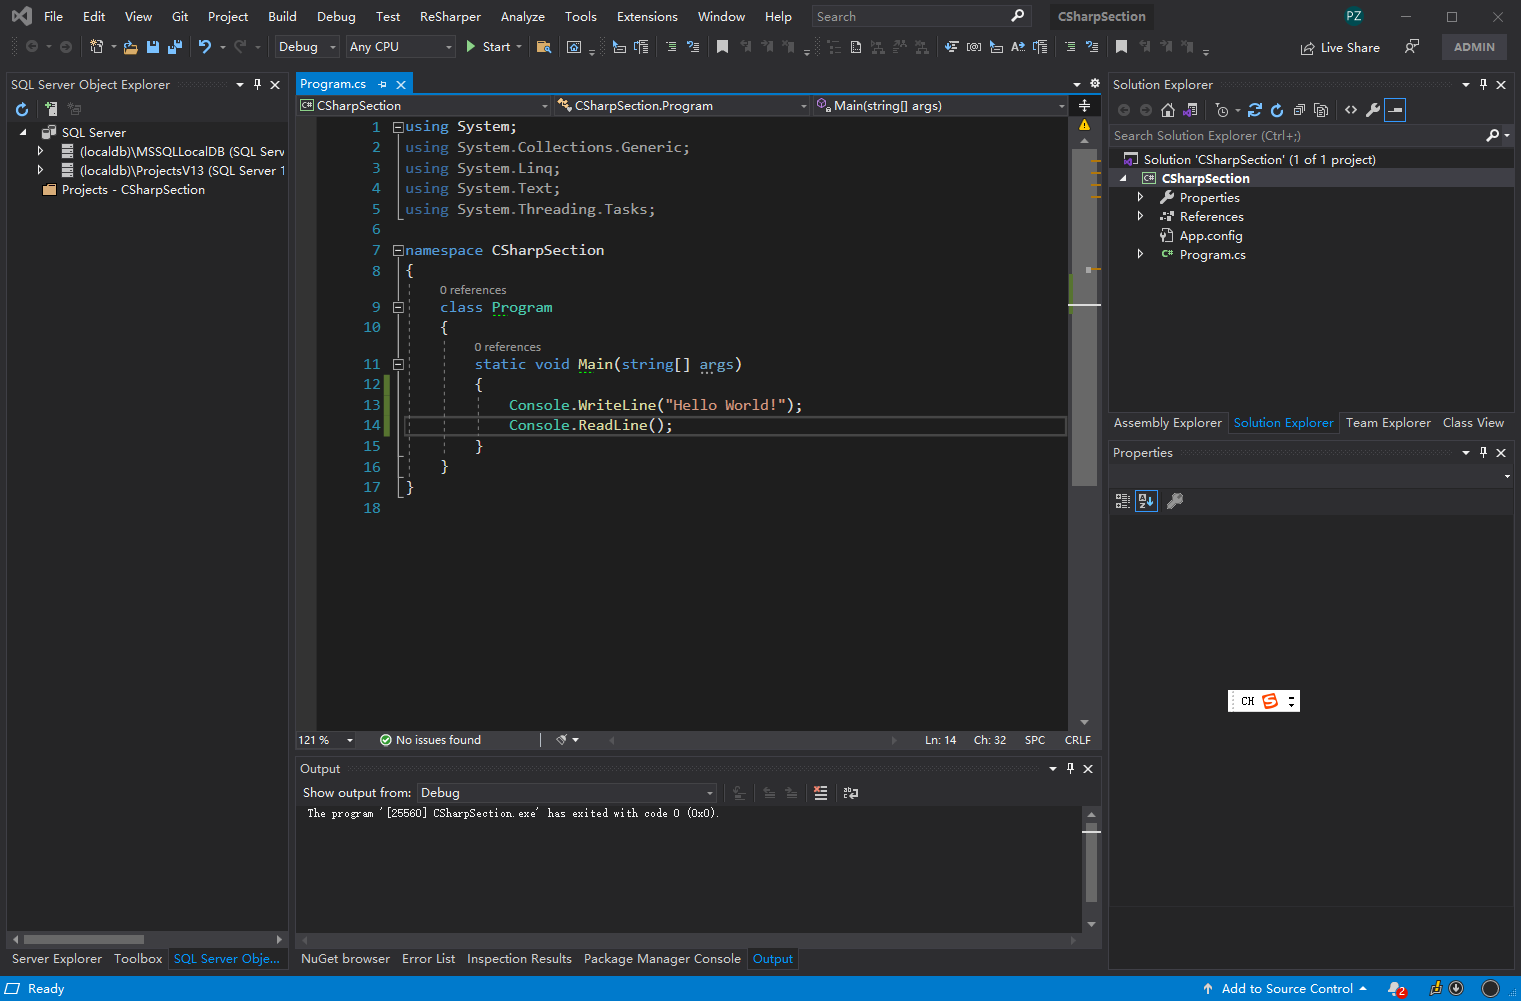 File Edit View Git Project Build Debug Test ReSharper Analyze Tools Extensions Window Help Search CSharpSection PZ
Debug Any CPU Start Live Share ADMIN
SQL Server Object Explorer
SQL Server
(localdb)\MSSQLLocalDB (SQL Serv
(localdb)\ProjectsV13 (SQL Server 1
Projects - CSharpSection
Server Explorer Toolbox SQL Server Obje...
Program.cs
CSharpSection CSharpSection.Program Main(string[] args)
1 using System;
2 using System.Collections.Generic;
3 using System.Linq;
4 using System.Text;
5 using System.Threading.Tasks;
6
7 namespace CSharpSection
8 {
0 references
9 class Program
10 {
0 references
11 static void Main(string[] args)
12 {
13 Console.WriteLine("Hello World!");
14 Console.ReadLine();
15 }
16 }
17 }
18
121 % No issues found Ln: 14 Ch: 32 SPC CRLF
Output
Show output from: Debug
The program '[25560] CSharpSection.exe' has exited with code 0 (0x0).
NuGet browser Error List Inspection Results Package Manager Console Output
Solution Explorer
Search Solution Explorer (Ctrl+;)
Solution 'CSharpSection' (1 of 1 project)
C# CSharpSection
Properties
References
App.config
C# Program.cs
Assembly Explorer Solution Explorer Team Explorer Class View
Properties
CH S
Ready Add to Source Control 2